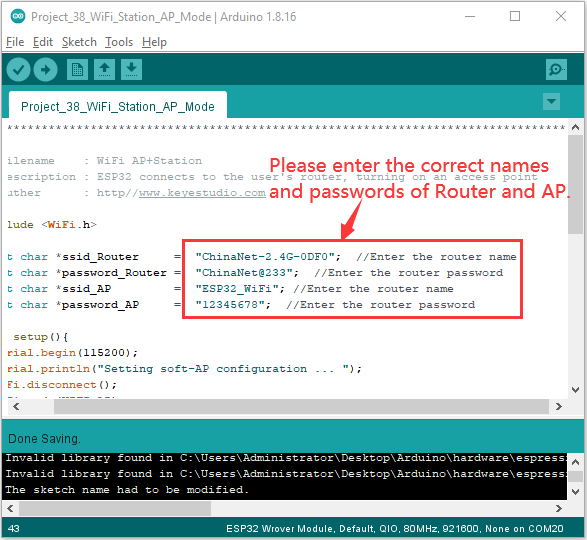 Project_38_WiFi_Station_AP_Mode | Arduino 1.8.16
File Edit Sketch Tools Help
Project_38_WiFi_Station_AP_Mode
**********************************************************************
ilename : WiFi AP+Station
escription : ESP32 connects to the user's router, turning on an access point
uther : http//www.keyestudio.com
Please enter the correct names
and passwords of Router and AP.
lude <WiFi.h>
t char *ssid_Router = "ChinaNet-2.4G-0DF0"; //Enter the router name
t char *password_Router = "ChinaNet@233"; //Enter the router password
t char *ssid_AP = "ESP32_WiFi"; //Enter the router name
t char *password_AP = "12345678"; //Enter the router password
setup(){
rial.begin(115200);
rial.println("Setting soft-AP configuration ... ");
Fi.disconnect();
Done Saving.
Invalid library found in C:\Users\Administrator\Desktop\Arduino\hardware\espress
Invalid library found in C:\Users\Administrator\Desktop\Arduino\hardware\espress
The sketch name had to be modified.
43 ESP32 Wrover Module, Default, QIO, 80MHz, 921600, None on COM20